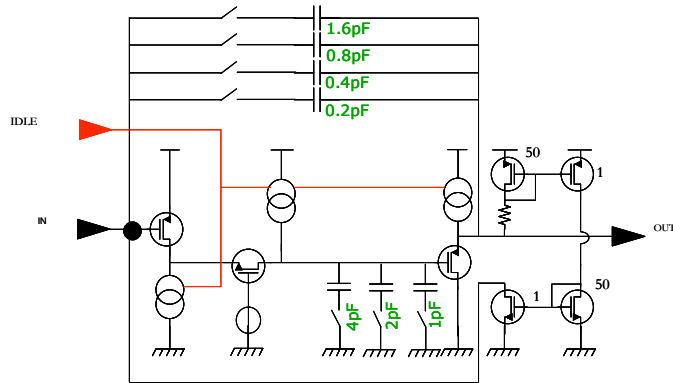 1.6pF
0.8pF
0.4pF
0.2pF
IDLE
50
1
IN
OUT
4pF
2pF
1pF
1
50